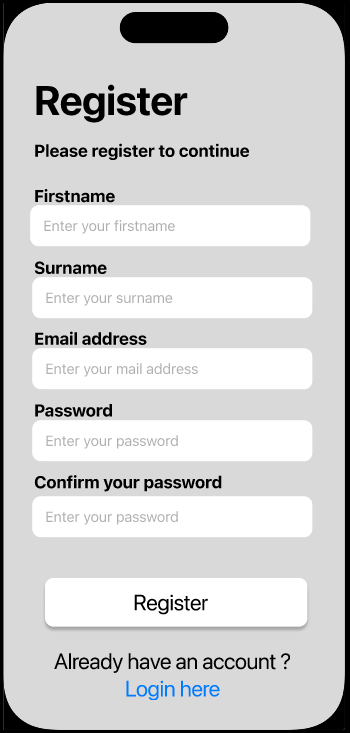 Register
Please register to continue
Firstname
Enter your firstname
Surname
Enter your surname
Email address
Enter your mail address
Password
Enter your password
Confirm your password
Enter your password
Register
Already have an account ?
Login here